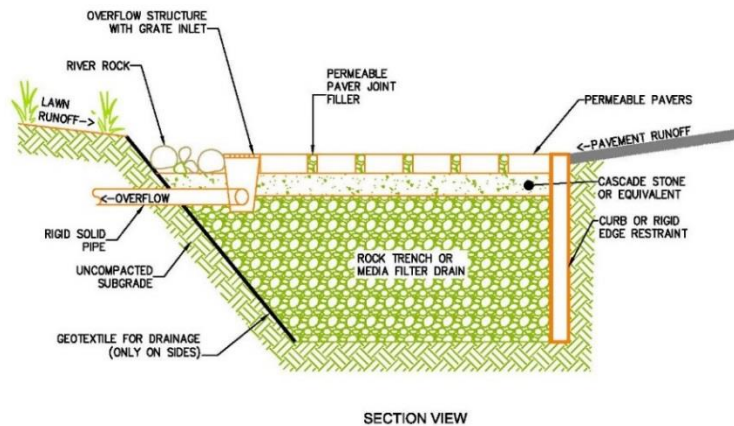 OVERFLOW STRUCTURE
WITH GRATE INLET
RIVER ROCK
LAWN
RUNOFF
PERMEABLE
PAVER JOINT
FILLER
PERMEABLE PAVERS
PAVEMENT RUNOFF
CASCADE STONE
OR EQUIVALENT
OVERFLOW
RIGID SOLID
PIPE
CURB OR RIGID
EDGE RESTRAINT
UNCOMPACTED
SUBGRADE
ROCK TRENCH OR
MEDIA FILTER DRAIN
GEOTEXTILE FOR DRAINAGE
(ONLY ON SIDES)
SECTION VIEW